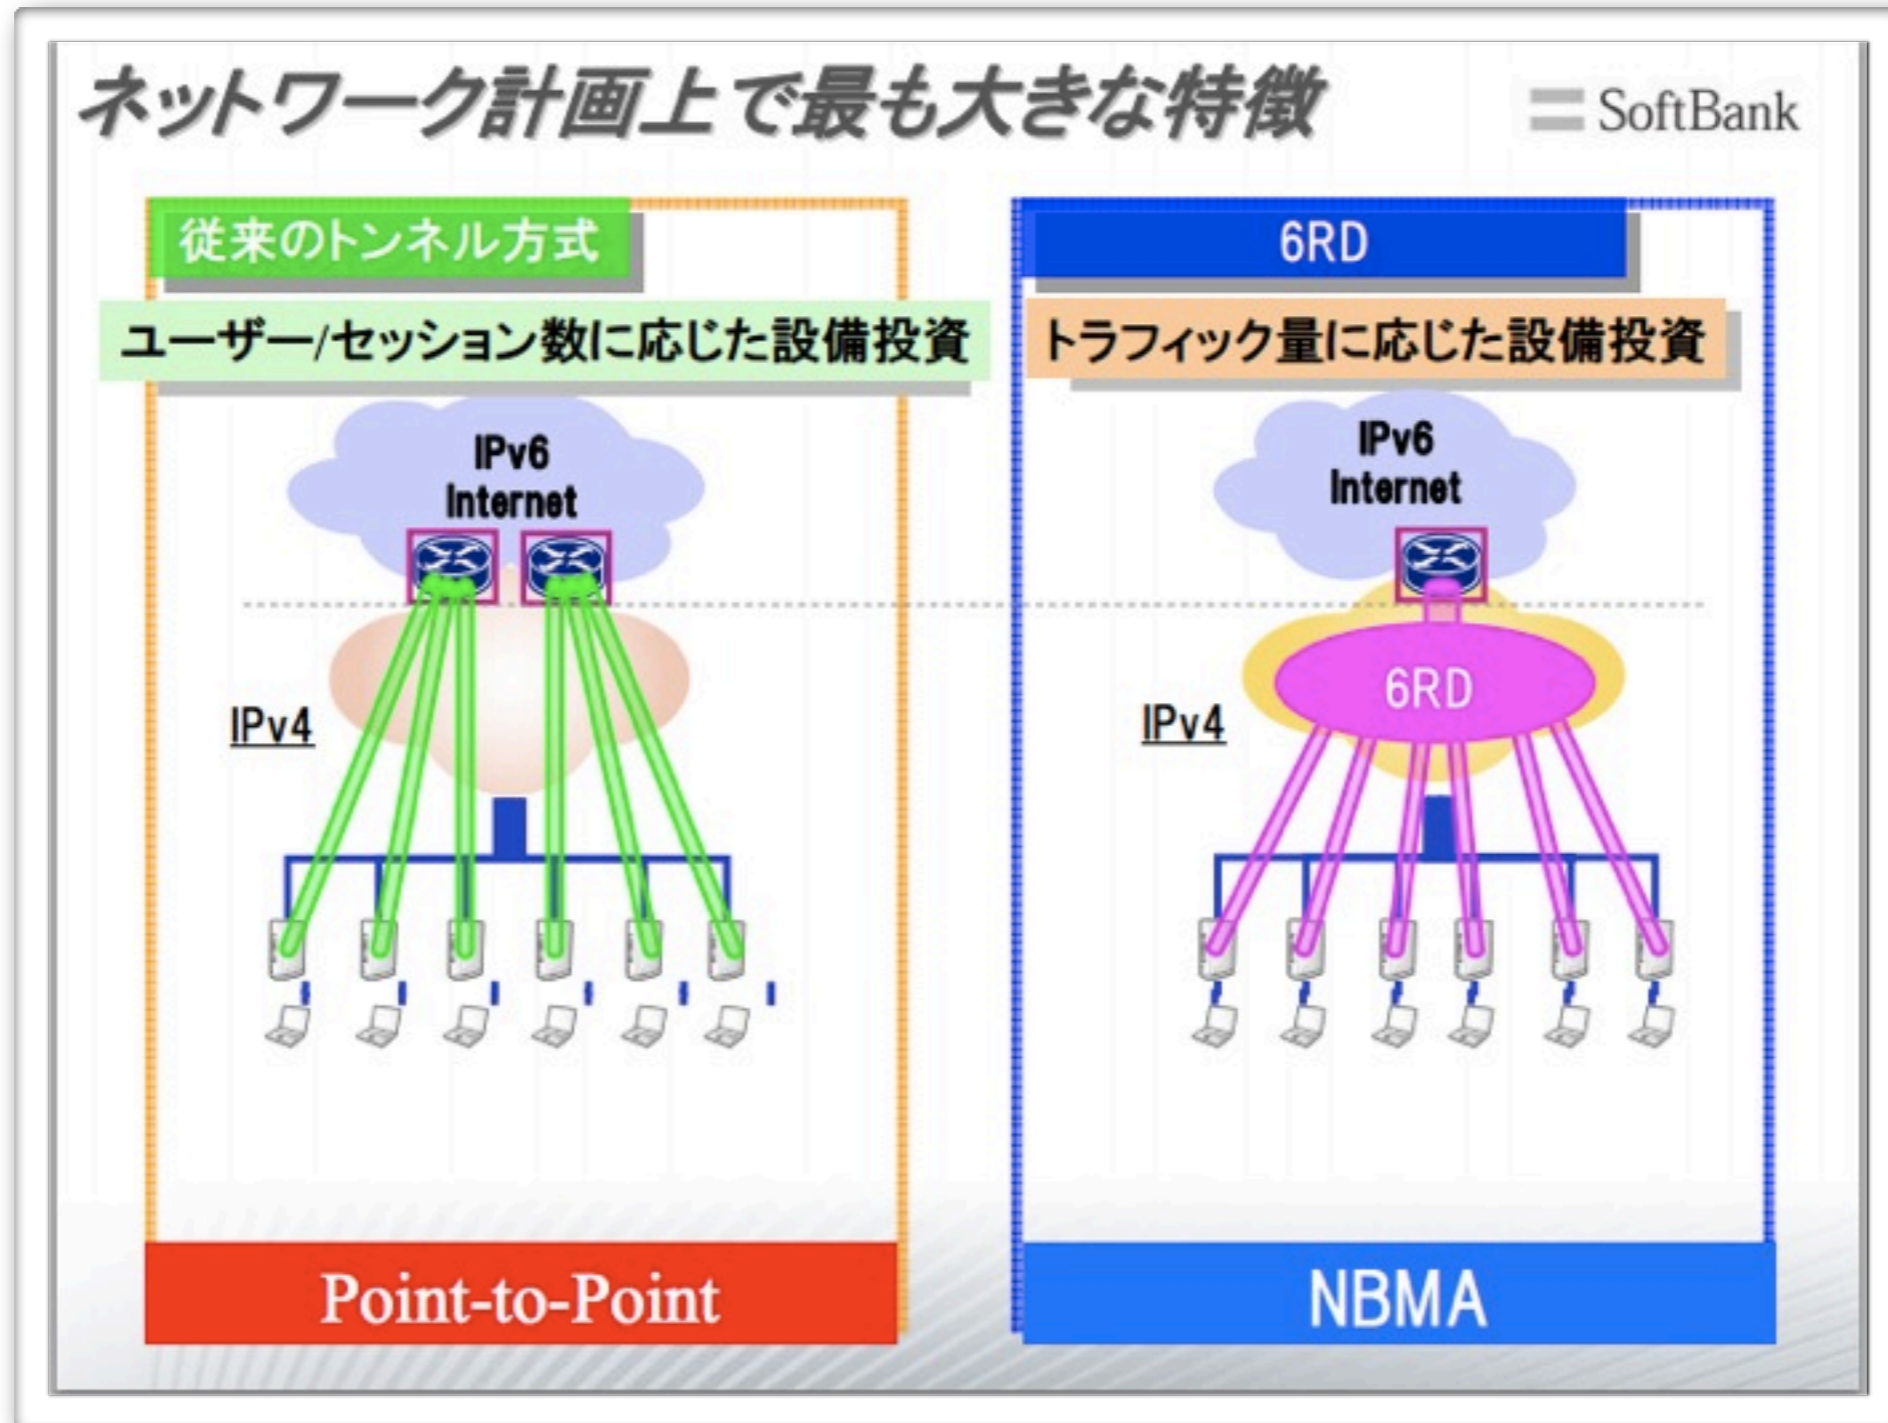 ネットワーク計画上で最も大きな特徴
SoftBank
従来のトンネル方式
ユーザー/セッション数に応じた設備投資
IPv6
Internet
IPv4
Point-to-Point
6RD
トラフィック量に応じた設備投資
IPv6
Internet
6RD
IPv4
NBMA